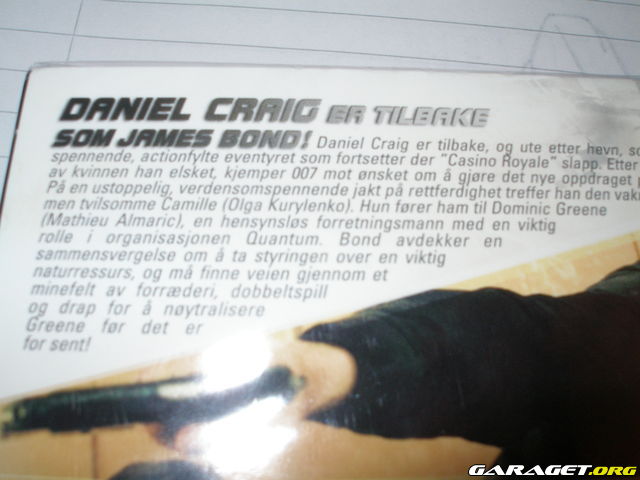 DANIEL CRAIG ER TILBAKE
SOM JAMES BOND! Daniel Craig er tilbake, og ute etter hevn,
spennende, actionfylte eventyret som fortsetter der "Casino Royale" slapp. Etter
av kvinnen han elsket, kjemper 007 mot ønsket om å gjøre det nye oppdraget
På en ustoppelig, verdensomspennende jakt på rettferdighet treffer han den
men tvilsomme Camille (Olga Kurylenko). Hun fører ham til Dominic Greene
(Mathieu Almaric), en hensynsløs forretningsmann med en viktig
rolle i organisasjonen Quantum. Bond avdekker en
sammensvergelse om å ta styringen over en viktig
naturressurs, og må finne veien gjennom et
minefelt av forræderi, dobbeltspill
og drap for å nøytralisere
Greene før det er
for sent!
GARAGET.ORG